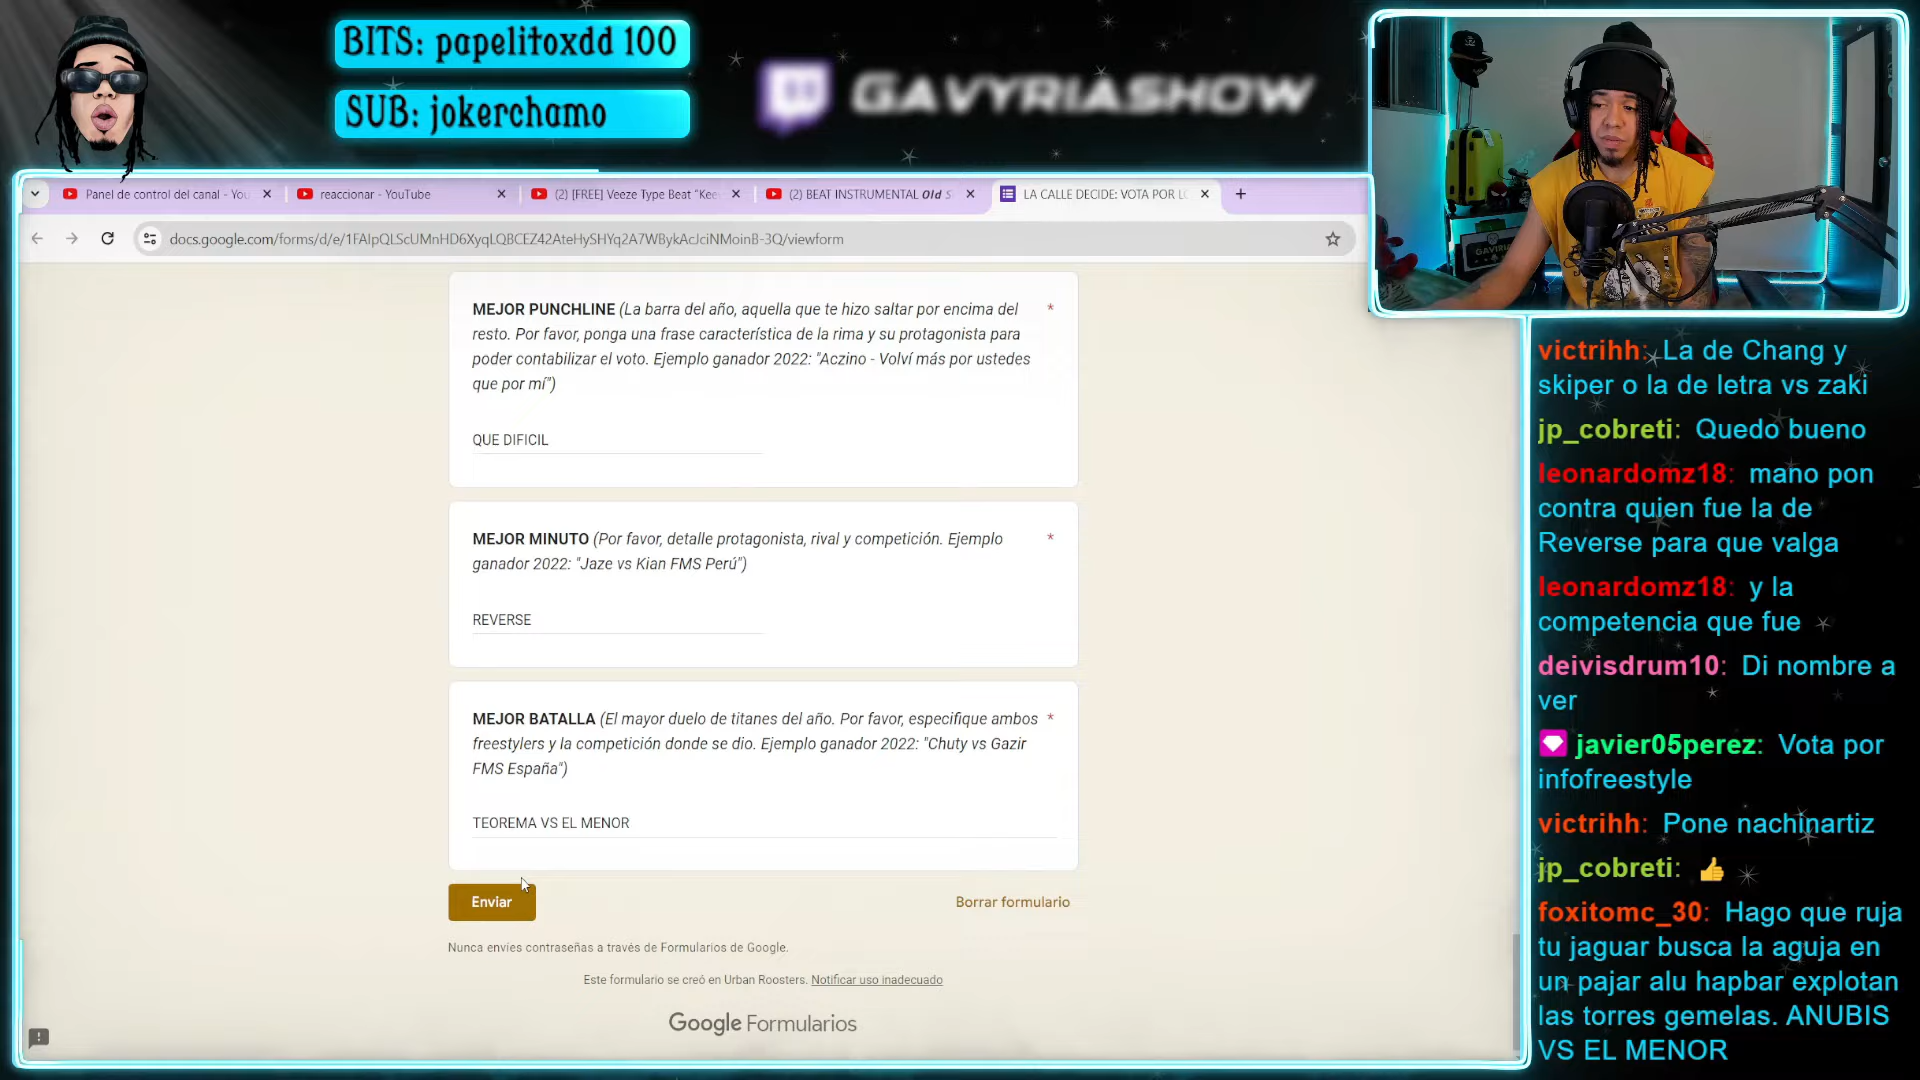 BITS: papelitoxdd 100
SUB: jokerchamo
GAVYRIASHOW
Panel de control del canal - You
reaccionar - YouTube
(2) [FREE] Veeze Type Beat "Kee
(2) BEAT INSTRUMENTAL Old S
LA CALLE DECIDE: VOTA POR LO
docs.google.com/forms/d/e/1FAIpQLScUMnHD6XyqLQBCEZ42AteHySHYq2A7WBykAcJciNMoinB-3Q/viewform
MEJOR PUNCHLINE (La barra del año, aquella que te hizo saltar por encima del *
resto. Por favor, ponga una frase característica de la rima y su protagonista para
poder contabilizar el voto. Ejemplo ganador 2022: "Aczino - Volví más por ustedes
que por mí")
QUE DIFICIL
MEJOR MINUTO (Por favor, detalle protagonista, rival y competición. Ejemplo *
ganador 2022: "Jaze vs Kian FMS Perú")
REVERSE
MEJOR BATALLA (El mayor duelo de titanes del año. Por favor, especifique ambos *
freestylers y la competición donde se dio. Ejemplo ganador 2022: "Chuty vs Gazir
FMS España")
TEOREMA VS EL MENOR
Enviar
Borrar formulario
Nunca envíes contraseñas a través de Formularios de Google.
Este formulario se creó en Urban Roosters. Notificar uso inadecuado
Google Formularios
victrihh: La de Chang y
skiper o la de letra vs zaki
jp_cobreti: Quedo bueno
leonardomz18: mano pon
contra quien fue la de
Reverse para que valga
leonardomz18: y la
competencia que fue
deivisdrum10: Di nombre a
ver
javier05perez: Vota por
infofreestyle
victrihh: Pone nachinartiz
jp_cobreti: 👍
foxitomc_30: Hago que ruja
tu jaguar busca la aguja en
un pajar alu hapbar explotan
las torres gemelas. ANUBIS
VS EL MENOR